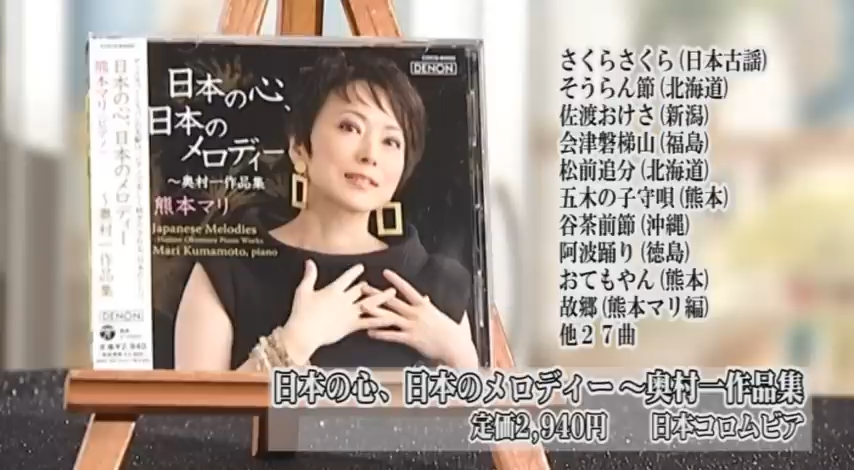 日本の心、
日本の
メロディー
〜奥村一作品集
熊本マリ
Japanese Melodies
Mari Kumamoto, piano
DENON
日本の心、日本のメロディー 〜奥村一作品集
熊本マリ(ピアノ)
DENON
さくらさくら(日本古謡)
そうらん節(北海道)
佐渡おけさ(新潟)
会津磐梯山(福島)
松前追分(北海道)
五木の子守唄(熊本)
谷茶前節(沖縄)
阿波踊り(徳島)
おてもやん(熊本)
故郷(熊本マリ編)
他27曲
日本の心、日本のメロディー 〜奥村一作品集
定価2,940円 日本コロムビア